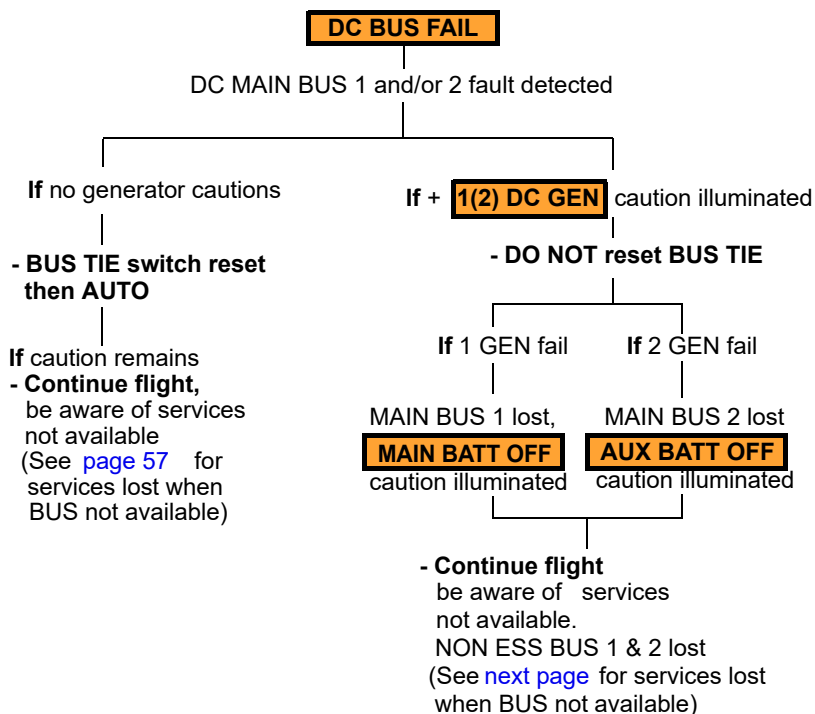 DC BUS FAIL
DC MAIN BUS 1 and/or 2 fault detected
If no generator cautions
- BUS TIE switch reset
then AUTO
If caution remains
- Continue flight,
be aware of services
not available
(See page 57 for
services lost when
BUS not available)
If + 1(2) DC GEN caution illuminated
- DO NOT reset BUS TIE
If 1 GEN fail
MAIN BUS 1 lost,
MAIN BATT OFF
caution illuminated
If 2 GEN fail
MAIN BUS 2 lost
AUX BATT OFF
caution illuminated
- Continue flight
be aware of services
not available.
NON ESS BUS 1 & 2 lost
(See next page for services lost
when BUS not available)